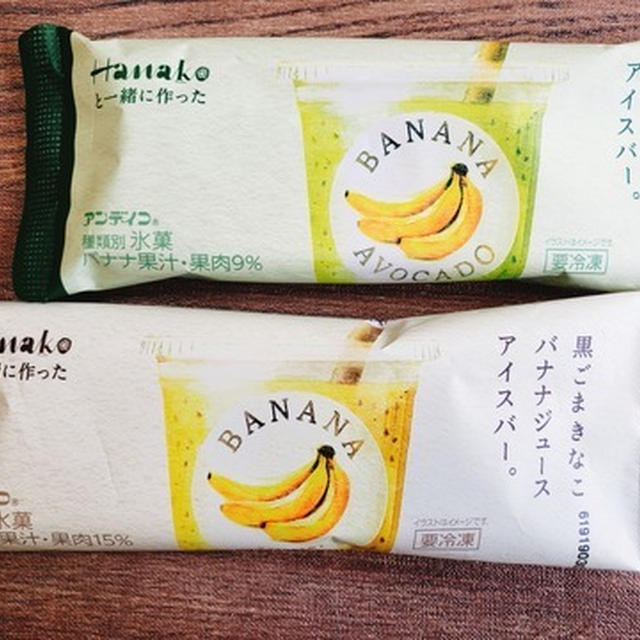 Hanako
と一緒に作った
BANANA
AVOCADO
アイスバー。
アンデイコ®
種類別 氷菓
バナナ果汁・果肉9%
イラストはイメージです。
要冷凍
nako
に作った
BANANA
黒ごまきなこ
バナナジュース
アイスバー。
氷菓
果汁・果肉15%
イラストはイメージです。
要冷凍
6191903